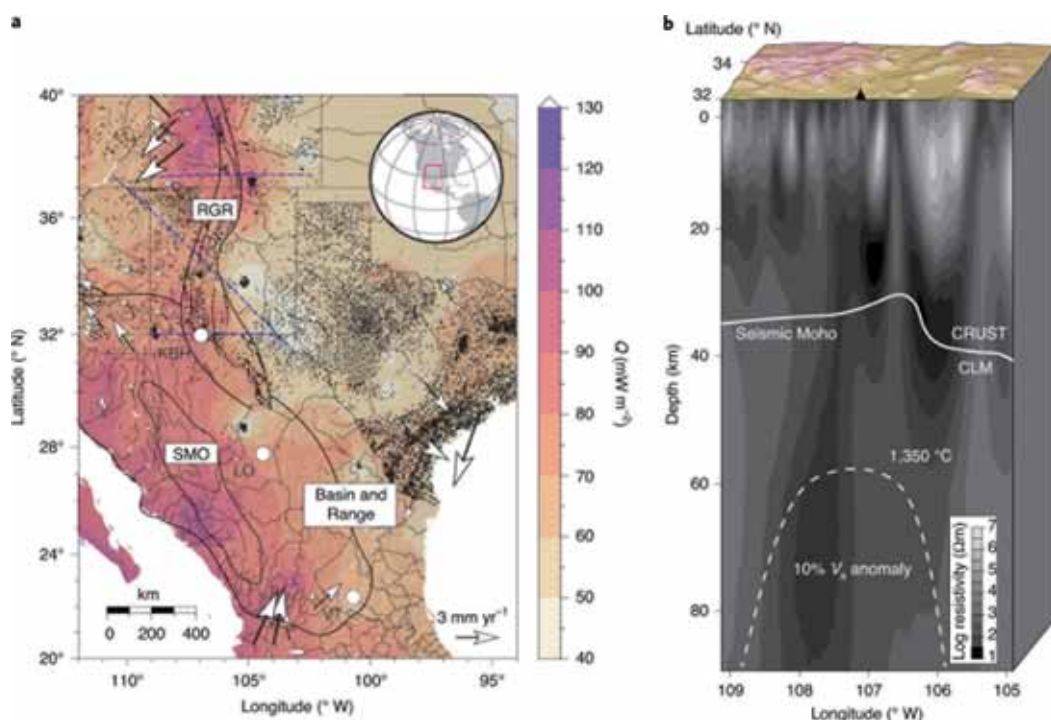 a
40°
36°
32°
28°
24°
20°
Latitude (° N)
RGR
KBH
SMO
LO
Basin and
Range
km
0 200 400
3 mm yr⁻¹
110° 105° 100° 95°
Longitude (° W)
130
120
110
100
90
80
70
60
50
40
Q (mW m⁻²)
b
Latitude (° N)
34
32
0
20
40
60
80
Depth (km)
Seismic Moho
CRUST
CLM
1,350 °C
10% Vs anomaly
Log resistivity (Ωm)
7
6
5
4
3
2
1
109 108 107 106 105
Longitude (° W)